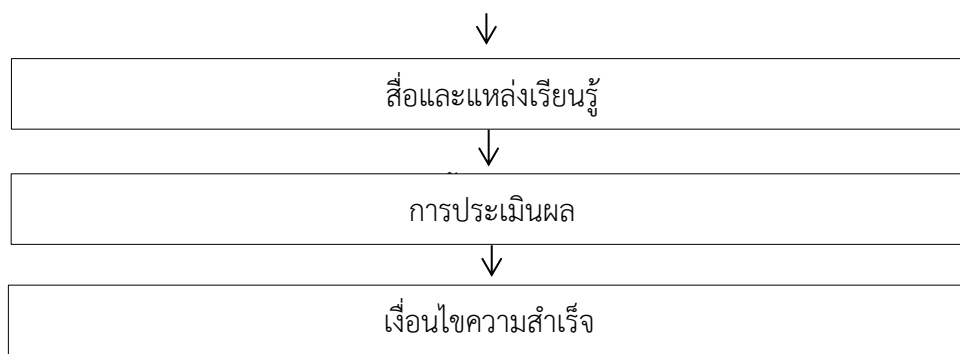 สื่อและแหล่งเรียนรู้
การประเมินผล
เงื่อนไขความสำเร็จ